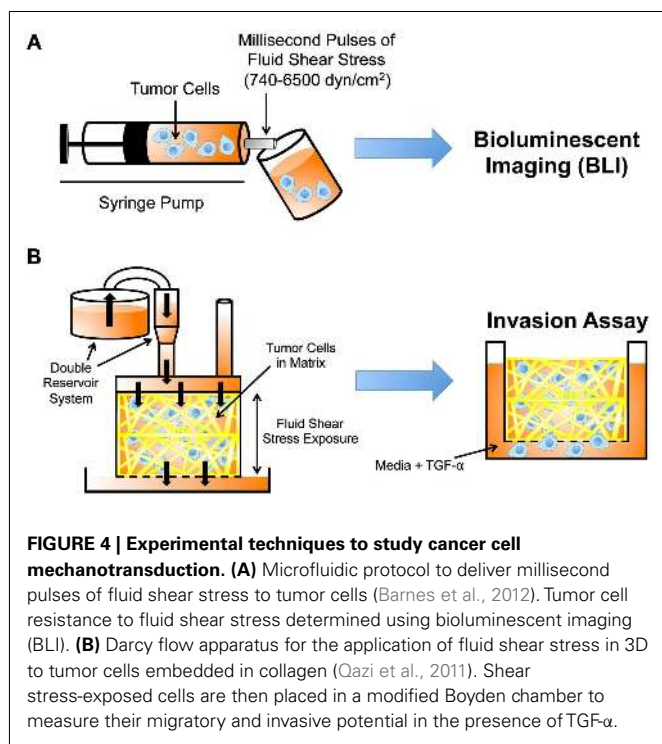 A
Millisecond Pulses of
Fluid Shear Stress
(740-6500 dyn/cm²)
Tumor Cells
Syringe Pump
Bioluminescent
Imaging (BLI)
B
Double
Reservoir
System
Tumor Cells
in Matrix
Fluid Shear
Stress Exposure
Invasion Assay
Media + TGF-α
FIGURE 4 | Experimental techniques to study cancer cell
mechanotransduction. (A) Microfluidic protocol to deliver millisecond
pulses of fluid shear stress to tumor cells (Barnes et al., 2012). Tumor cell
resistance to fluid shear stress determined using bioluminescent imaging
(BLI). (B) Darcy flow apparatus for the application of fluid shear stress in 3D
to tumor cells embedded in collagen (Qazi et al., 2011). Shear
stress-exposed cells are then placed in a modified Boyden chamber to
measure their migratory and invasive potential in the presence of TGF-α.